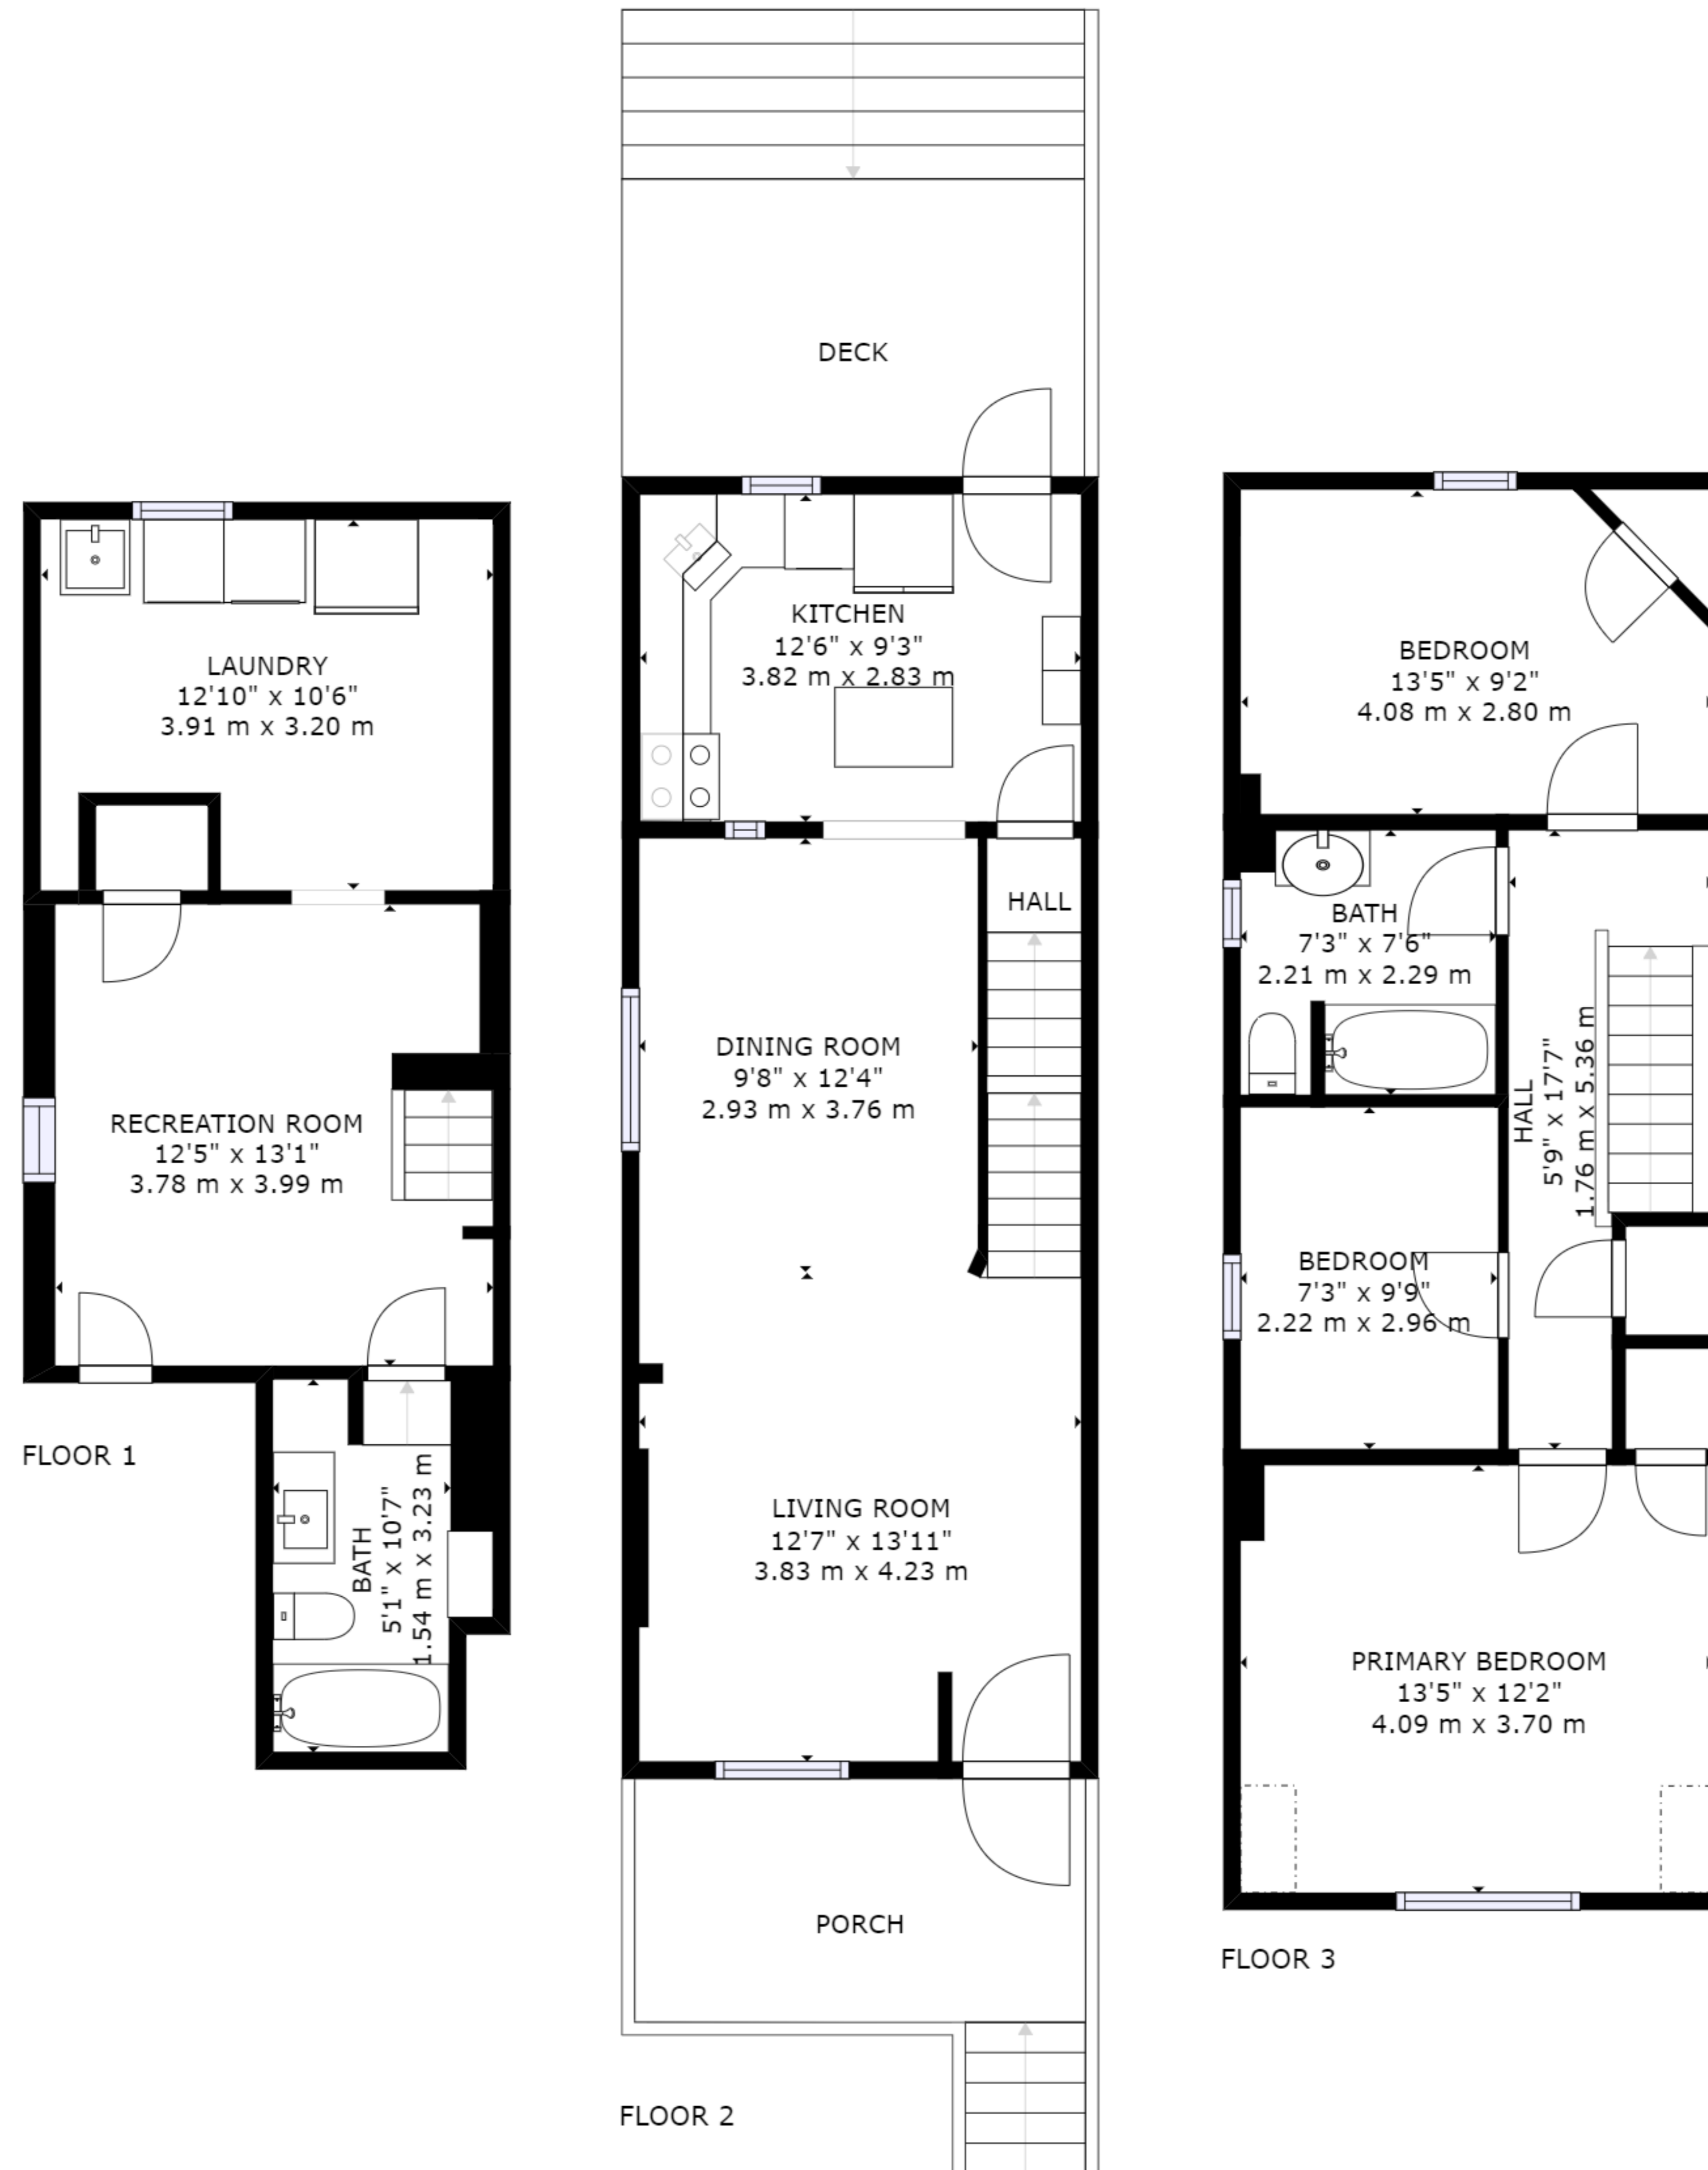 LAUNDRY
12'10" x 10'6"
3.91 m x 3.20 m
RECREATION ROOM
12'5" x 13'1"
3.78 m x 3.99 m
BATH
5'1" x 10'7"
1.54 m x 3.23 m
FLOOR 1
DECK
KITCHEN
12'6" x 9'3"
3.82 m x 2.83 m
HALL
DINING ROOM
9'8" x 12'4"
2.93 m x 3.76 m
LIVING ROOM
12'7" x 13'11"
3.83 m x 4.23 m
PORCH
FLOOR 2
BEDROOM
13'5" x 9'2"
4.08 m x 2.80 m
BATH
7'3" x 7'6"
2.21 m x 2.29 m
HALL
5'9" x 17'7"
1.76 m x 5.36 m
BEDROOM
7'3" x 9'9"
2.22 m x 2.96 m
PRIMARY BEDROOM
13'5" x 12'2"
4.09 m x 3.70 m
FLOOR 3